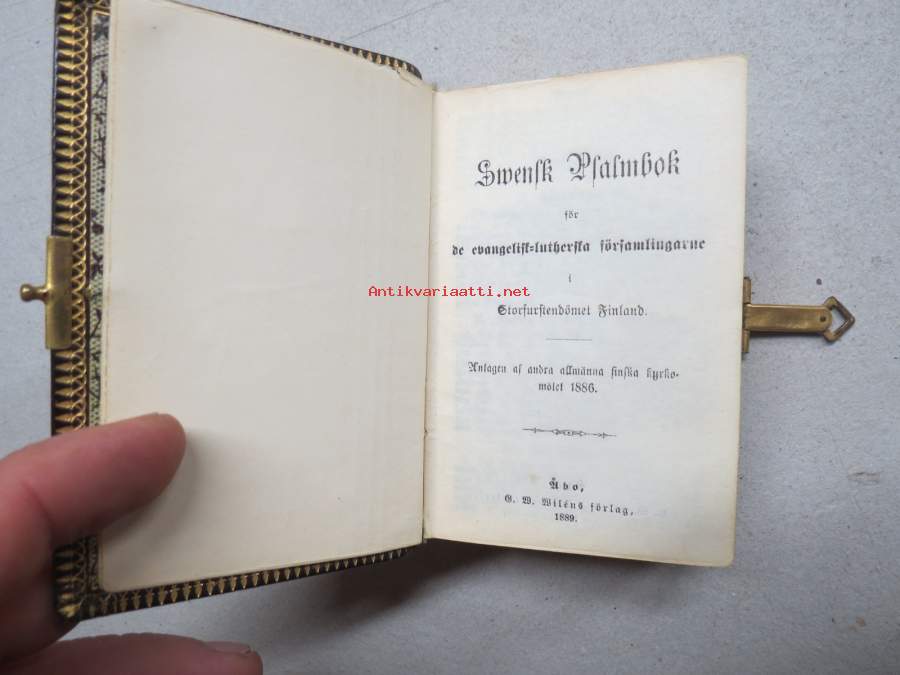 Swensk Psalmbok
för
de evangelisk=lutherska församlingarne
i
Antikvariaatti.net
Storfurstendömet Finland.
Antagen af andra allmänna finska kyrko-
mötet 1886.
Åbo,
G. W. Wiléns förlag,
1889.